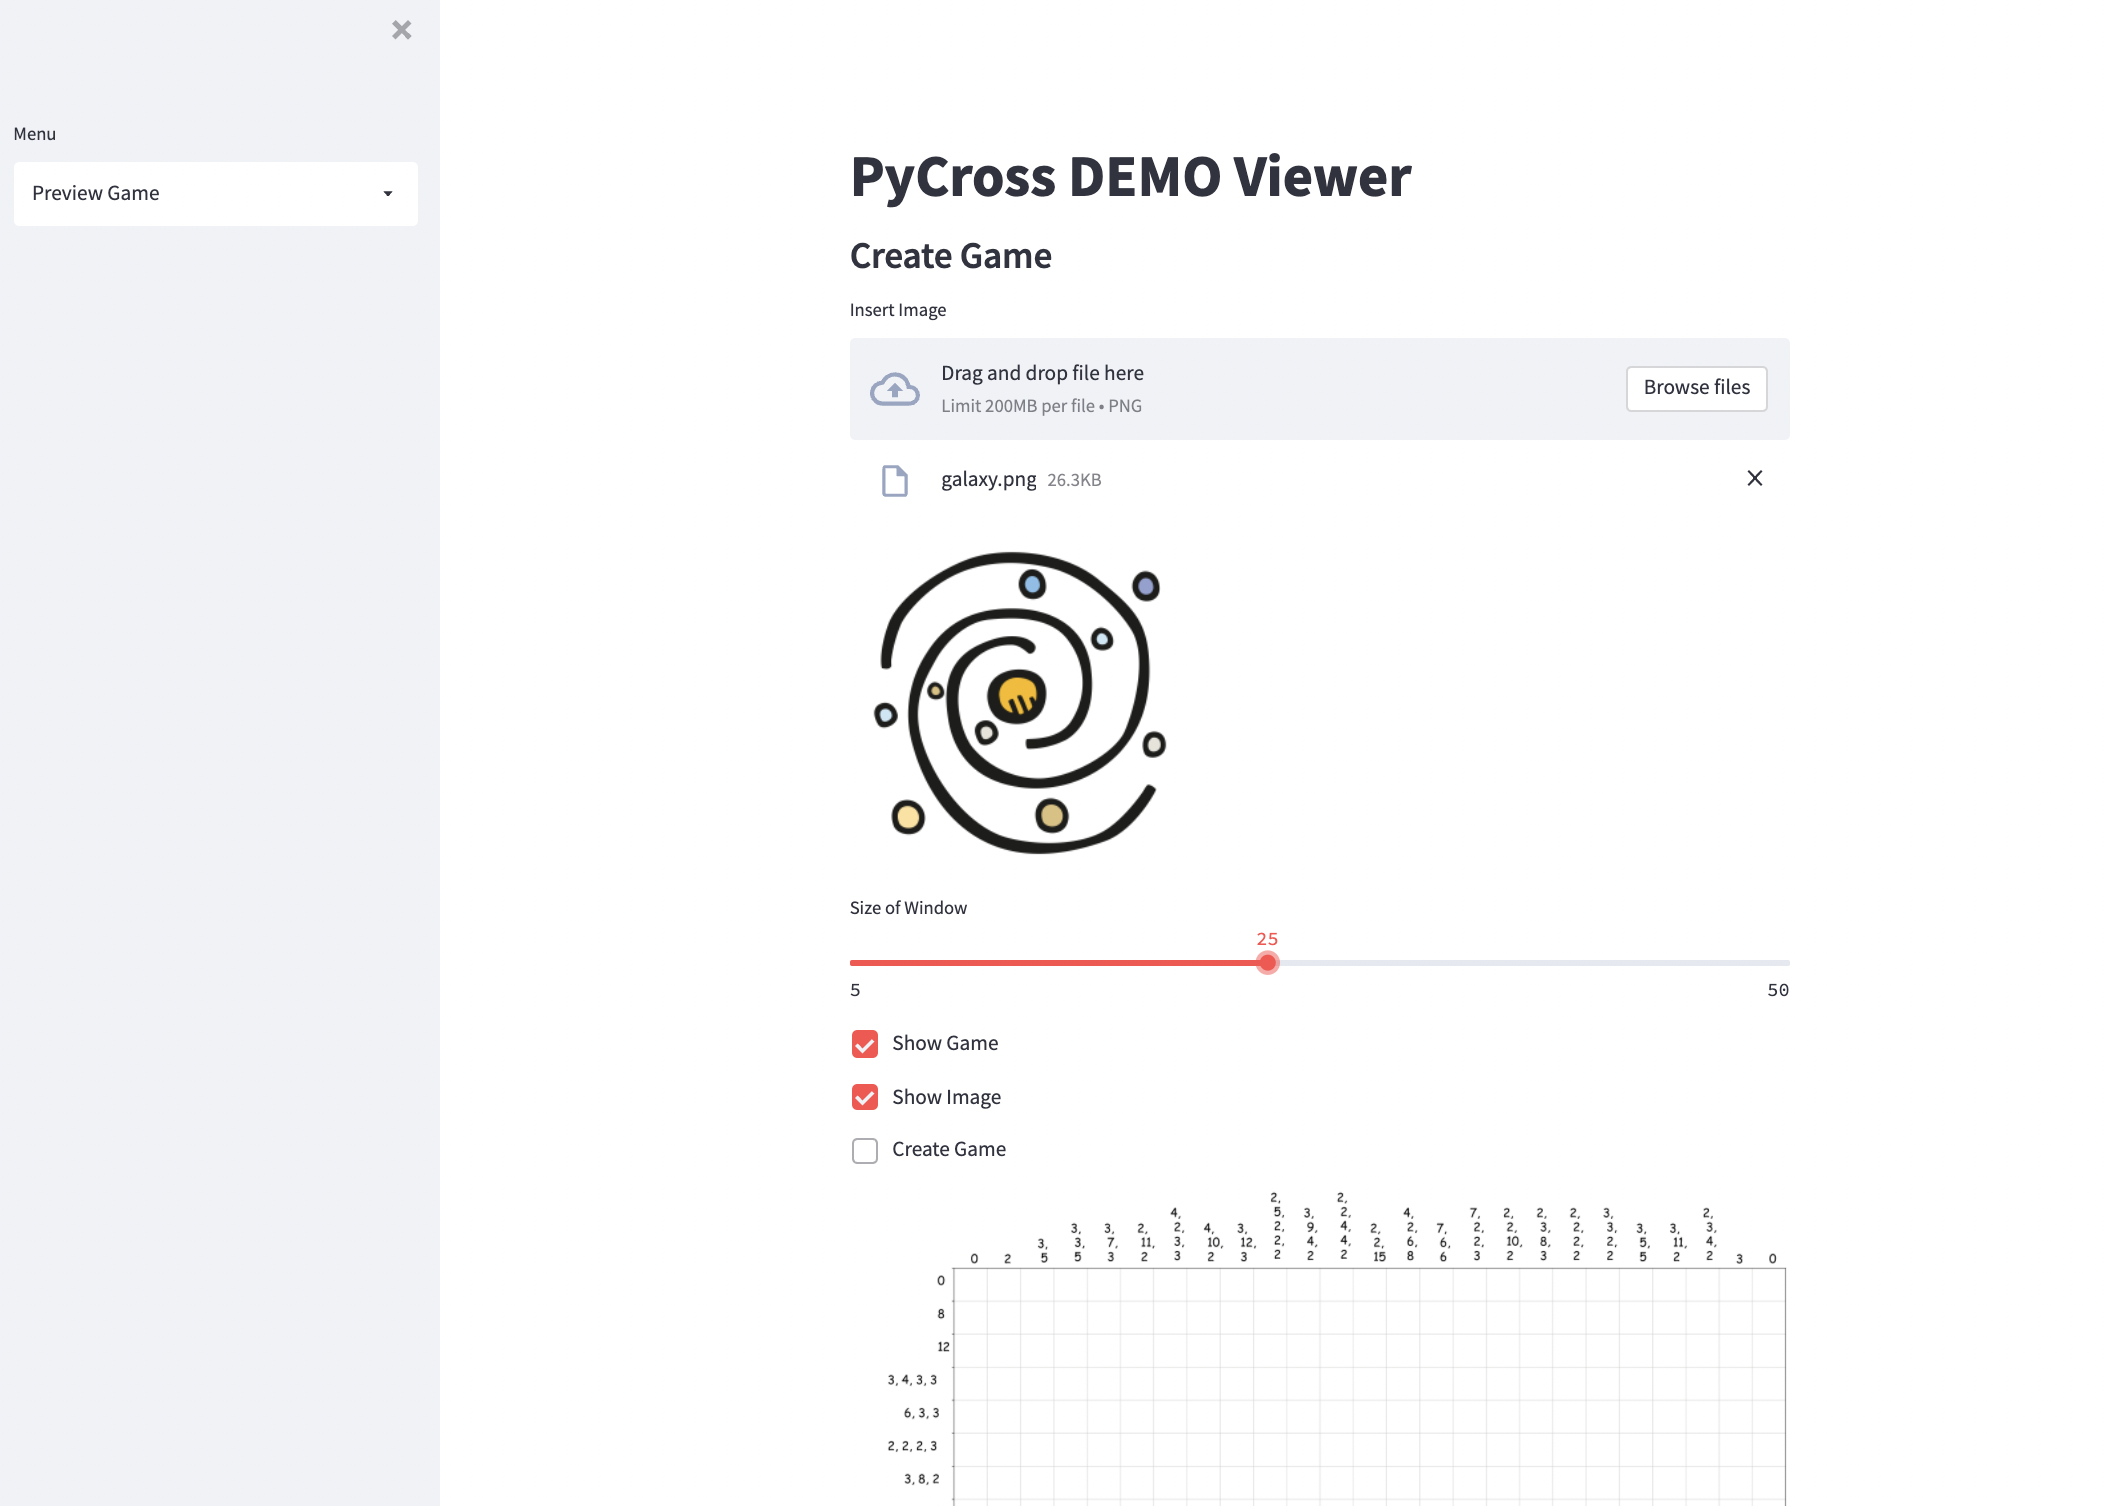 Menu
Preview Game
PyCross DEMO Viewer
Create Game
Insert Image
Drag and drop file here
Limit 200MB per file • PNG
Browse files
galaxy.png 26.3KB
Size of Window
25
5 50
Show Game
Show Image
Create Game
2, 2,
4, 5, 3, 2, 4, 7, 2, 2, 2, 3, 2,
3, 3, 2, 2, 4, 3, 2, 9, 4, 2, 2, 7, 2, 2, 3, 2, 3, 3, 3, 3,
3, 3, 7, 11, 3, 10, 12, 2, 4, 4, 2, 6, 6, 2, 10, 8, 2, 2, 5, 11, 4,
0 2 5 5 3 2 3 2 3 2 2 2 15 8 6 3 2 3 2 2 5 2 2 3 0
0
8
12
3, 4, 3, 3
6, 3, 3
2, 2, 2, 3
3, 8, 2